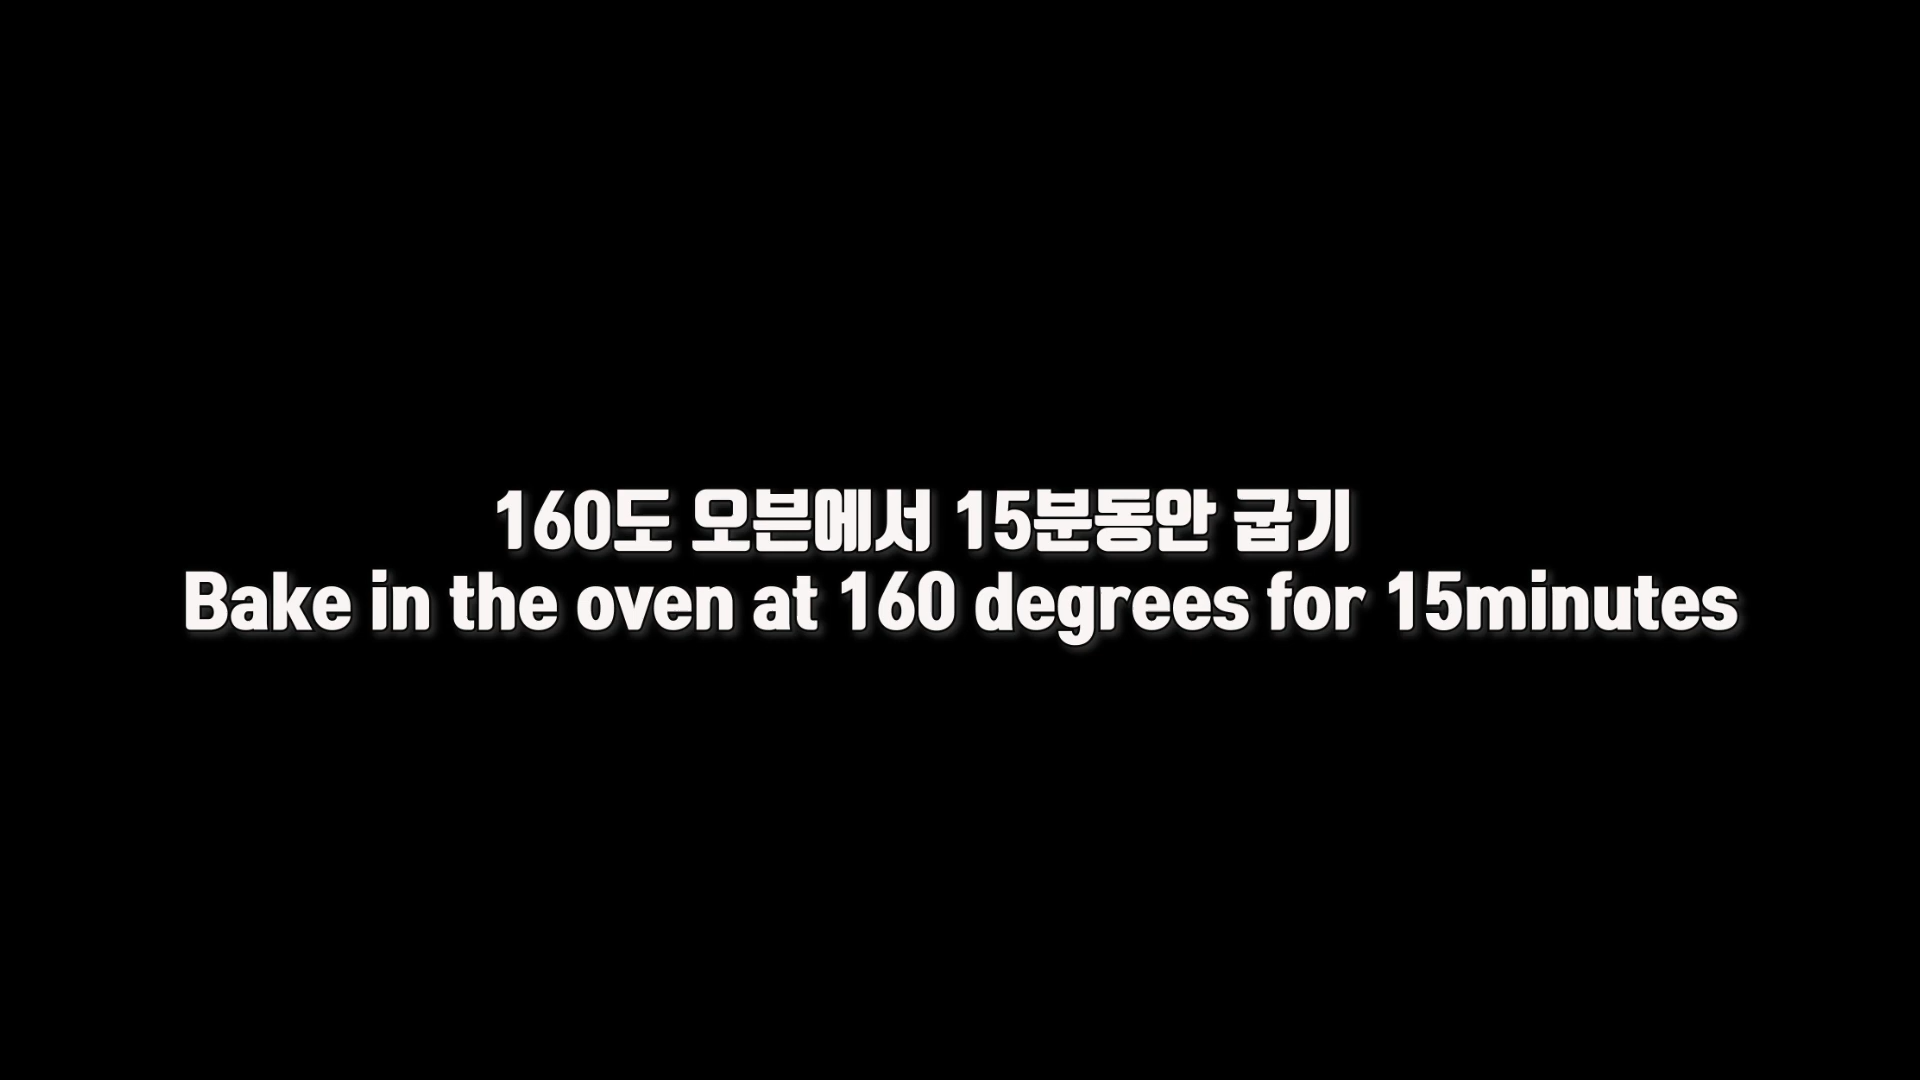 160도 오븐에서 15분동안 굽기
Bake in the oven at 160 degrees for 15minutes